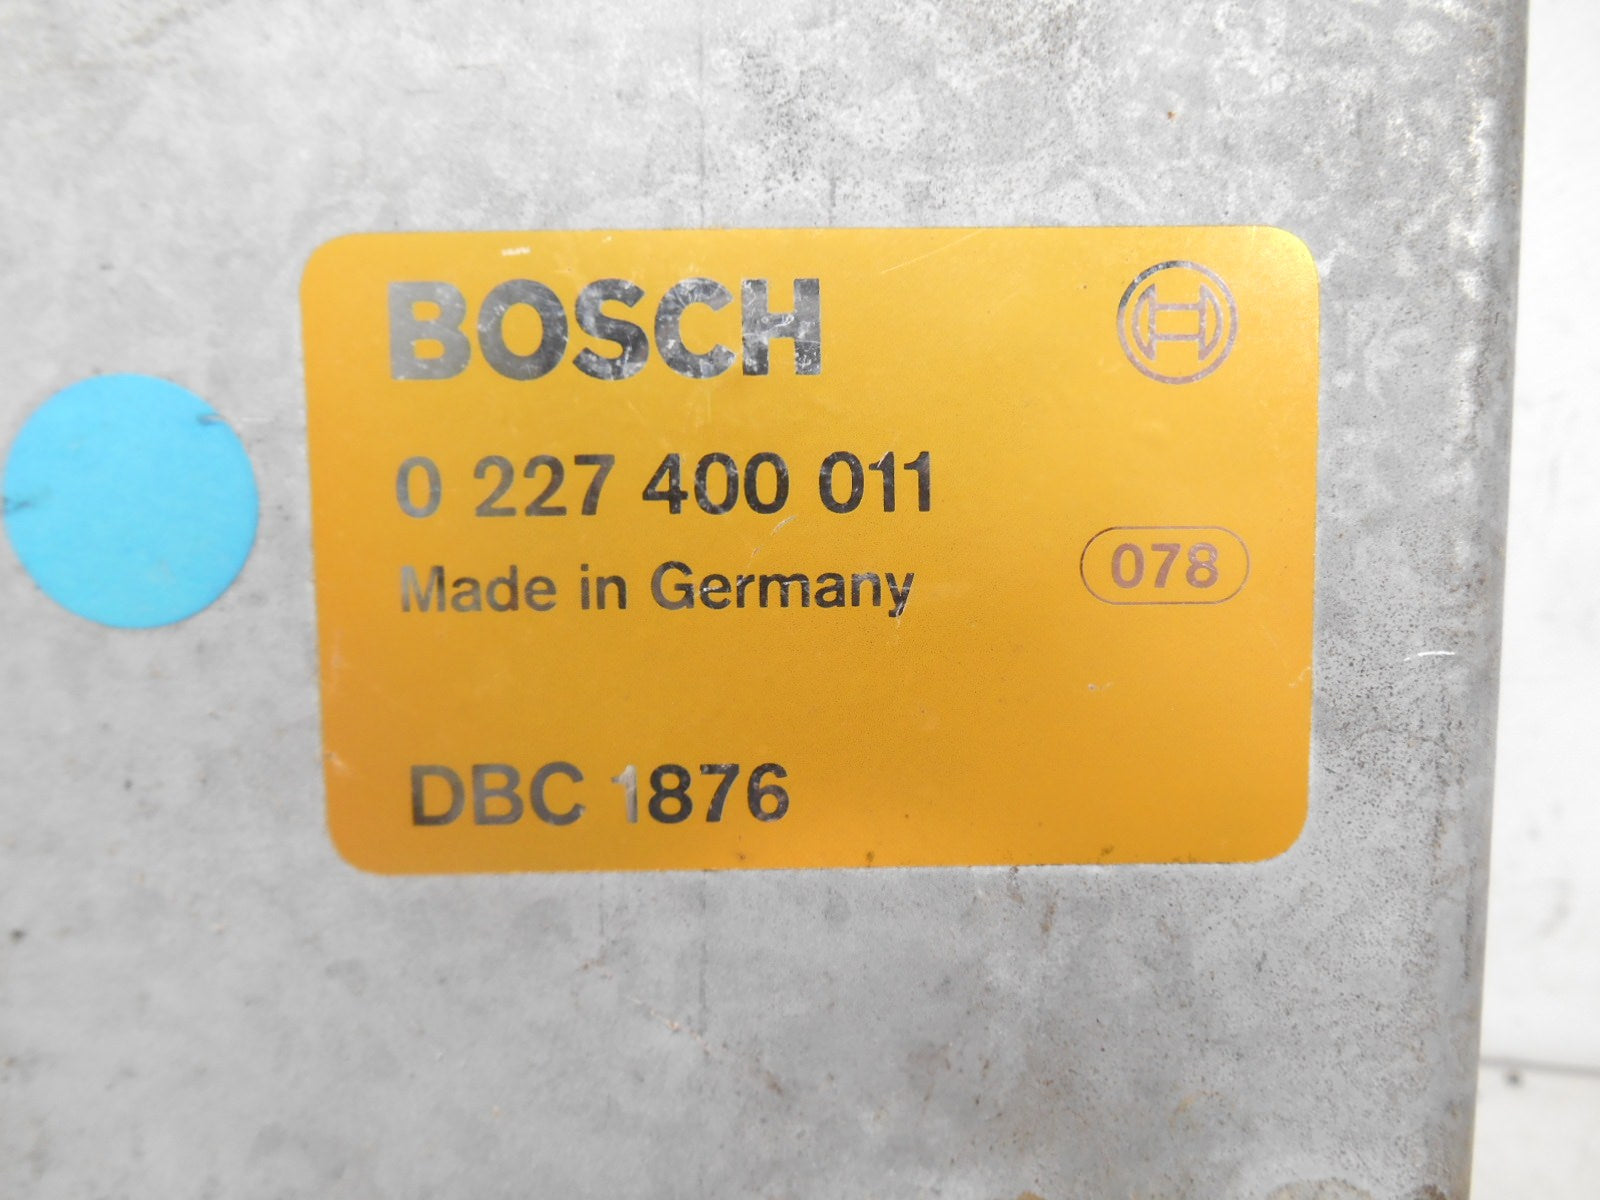 BOSCH
0 227 400 011
Made in Germany
078
DBC 1876